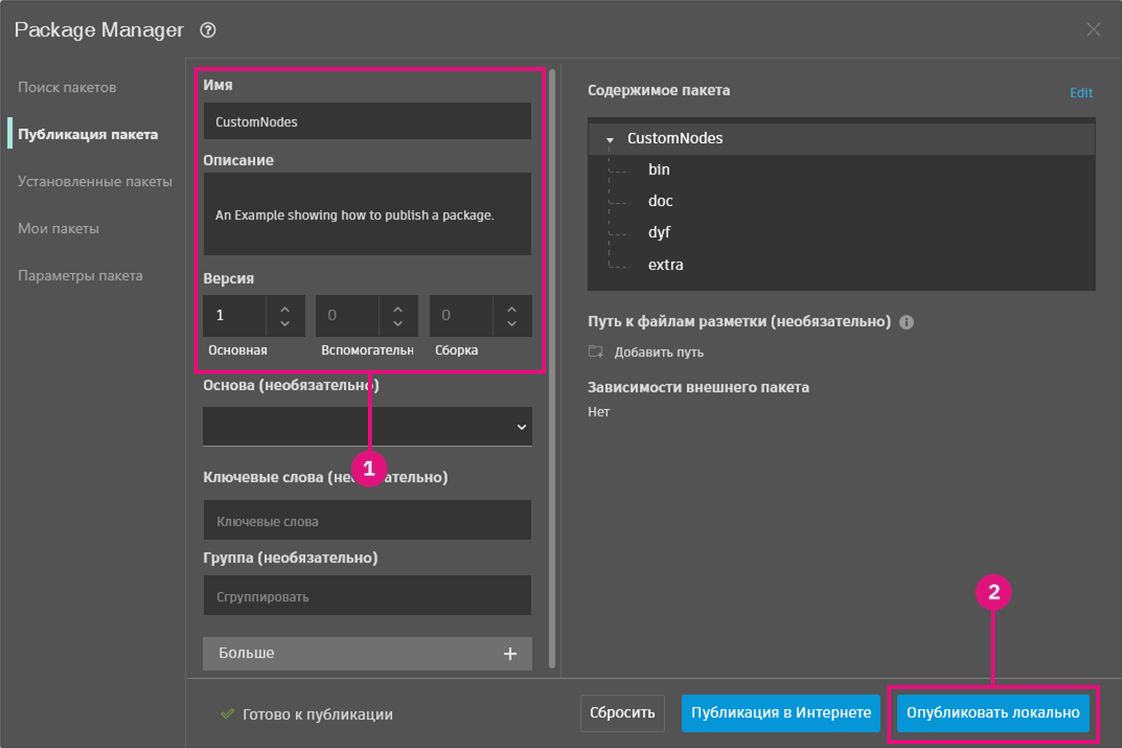 Package Manager ?
Поиск пакетов
Публикация пакета
Установленные пакеты
Мои пакеты
Параметры пакета
Имя
CustomNodes
Описание
An Example showing how to publish a package.
Версия
1 0 0
Основная Вспомогательн Сборка
Основа (необязательно)
Ключевые слова (необязательно)
1
Ключевые слова
Группа (необязательно)
Сгруппировать
Больше +
Содержимое пакета Edit
CustomNodes
bin
doc
dyf
extra
Путь к файлам разметки (необязательно) i
Добавить путь
Зависимости внешнего пакета
Нет
2
Готово к публикации
Сбросить Публикация в Интернете Опубликовать локально